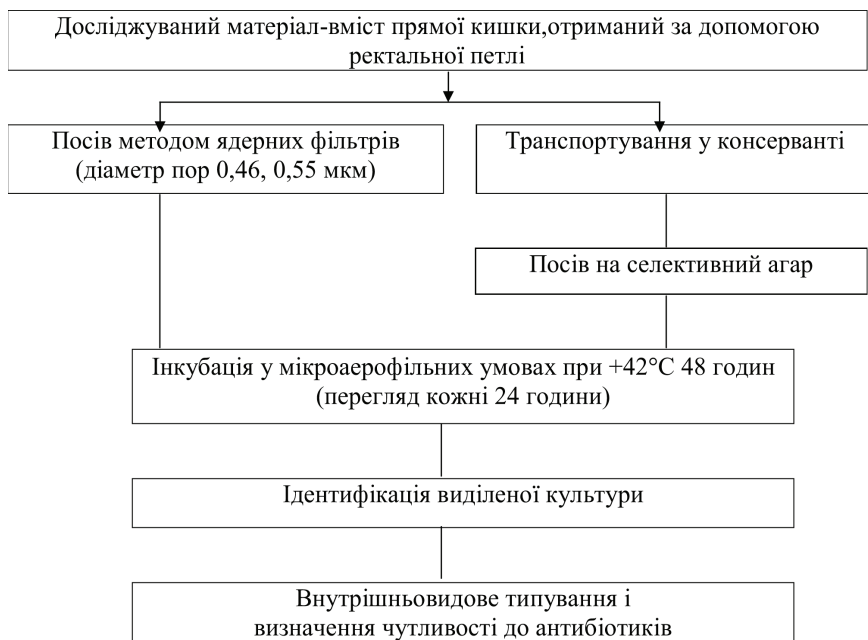 Досліджуваний матеріал-вміст прямої кишки,отриманий за допомогою
ректальної петлі
Посів методом ядерних фільтрів
(діаметр пор 0,46, 0,55 мкм)
Транспортування у консерванті
Посів на селективний агар
Інкубація у мікроаерофільних умовах при +42°С 48 годин
(перегляд кожні 24 години)
Ідентифікація виділеної культури
Внутрішньовидове типування і
визначення чутливості до антибіотиків